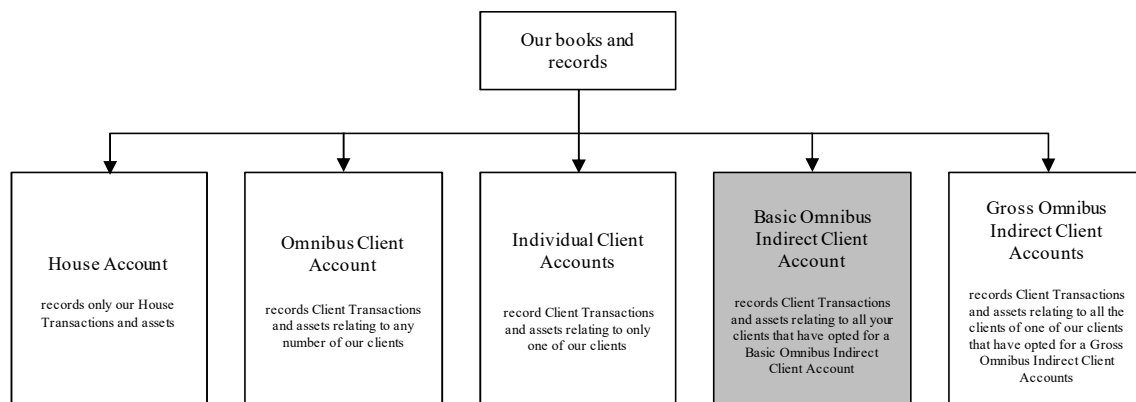 Our books and
records
House Account
records only our House
Transactions and assets
Omnibus Client
Account
records Client Transactions
and assets relating to any
number of our clients
Individual Client
Accounts
record Client Transactions
and assets relating to only
one of our clients
Basic Omnibus
Indirect Client
Account
records Client Transactions
and assets relating to all your
clients that have opted for a
Basic Omnibus Indirect
Client Account
Gross Omnibus
Indirect Client
Accounts
records Client Transactions
and assets relating to all the
clients of one of our clients
that have opted for a Gross
Omnibus Indirect Client
Accounts